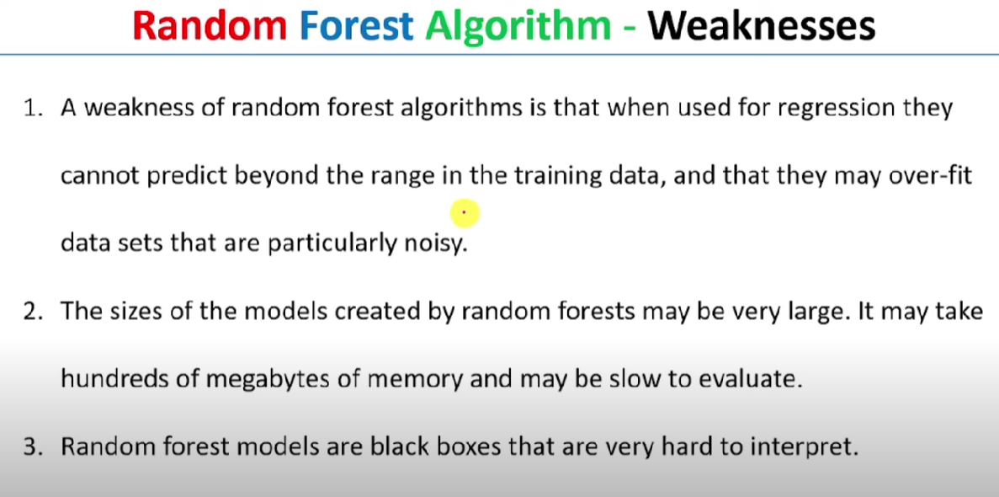 Random Forest Algorithm - Weaknesses
1. A weakness of random forest algorithms is that when used for regression they
cannot predict beyond the range in the training data, and that they may over-fit
data sets that are particularly noisy.
2. The sizes of the models created by random forests may be very large. It may take
hundreds of megabytes of memory and may be slow to evaluate.
3. Random forest models are black boxes that are very hard to interpret.